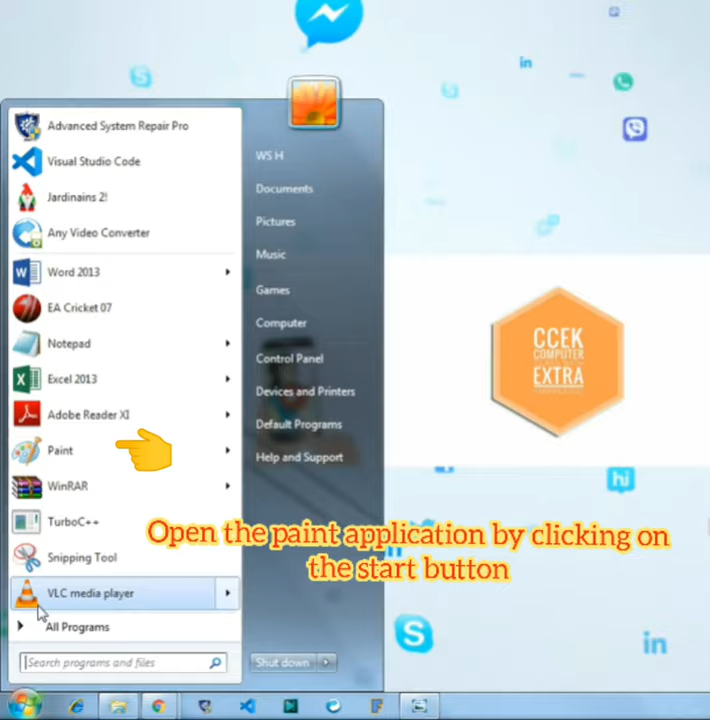 Advanced System Repair Pro
Visual Studio Code
Jardinains 2!
Any Video Converter
Word 2013
EA Cricket 07
Notepad
Excel 2013
Adobe Reader XI
Paint
WinRAR
TurboC++
Snipping Tool
VLC media player
All Programs
Search programs and files
WS H
Documents
Pictures
Music
Games
Computer
Control Panel
Devices and Printers
Default Programs
Help and Support
Shut down
in
CCEK
COMPUTER
EXTRA
hi
Open the paint application by clicking on
the start button
in